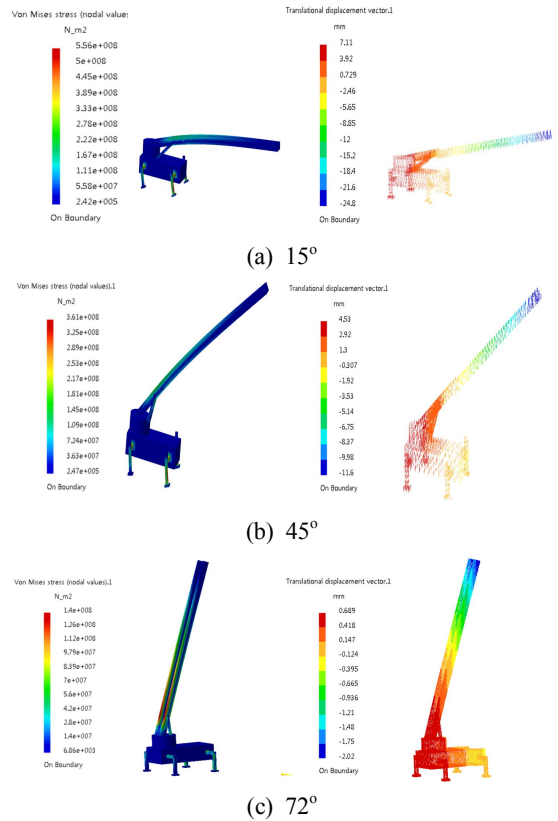 Von Mises stress (nodal values
N_m2
5.56e+008
5e+008
4.45e+008
3.89e+008
3.33e+008
2.78e+008
2.22e+008
1.67e+008
1.11e+008
5.58e+007
2.42e+005
On Boundary
Translational displacement vector.1
mm
7.11
3.92
0.729
-2.46
-5.65
-8.85
-12
-15.2
-18.4
-21.6
-24.8
On Boundary
(a) 15°
Von Mises stress (nodal values).1
N_m2
3.61e+008
3.25e+008
2.89e+008
2.53e+008
2.17e+008
1.81e+008
1.45e+008
1.09e+008
7.24e+007
3.63e+007
2.47e+005
On Boundary
Translational displacement vector.1
mm
4.53
2.92
1.3
-0.307
-1.92
-3.53
-5.14
-6.75
-8.37
-9.98
-11.6
On Boundary
(b) 45°
Von Mises stress (nodal values).1
N_m2
1.4e+008
1.26e+008
1.12e+008
9.79e+007
8.39e+007
7e+007
5.6e+007
4.2e+007
2.8e+007
1.4e+007
6.86e+003
On Boundary
Translational displacement vector.1
mm
0.689
0.418
0.147
-0.124
-0.395
-0.665
-0.936
-1.21
-1.48
-1.75
-2.02
On Boundary
(c) 72°